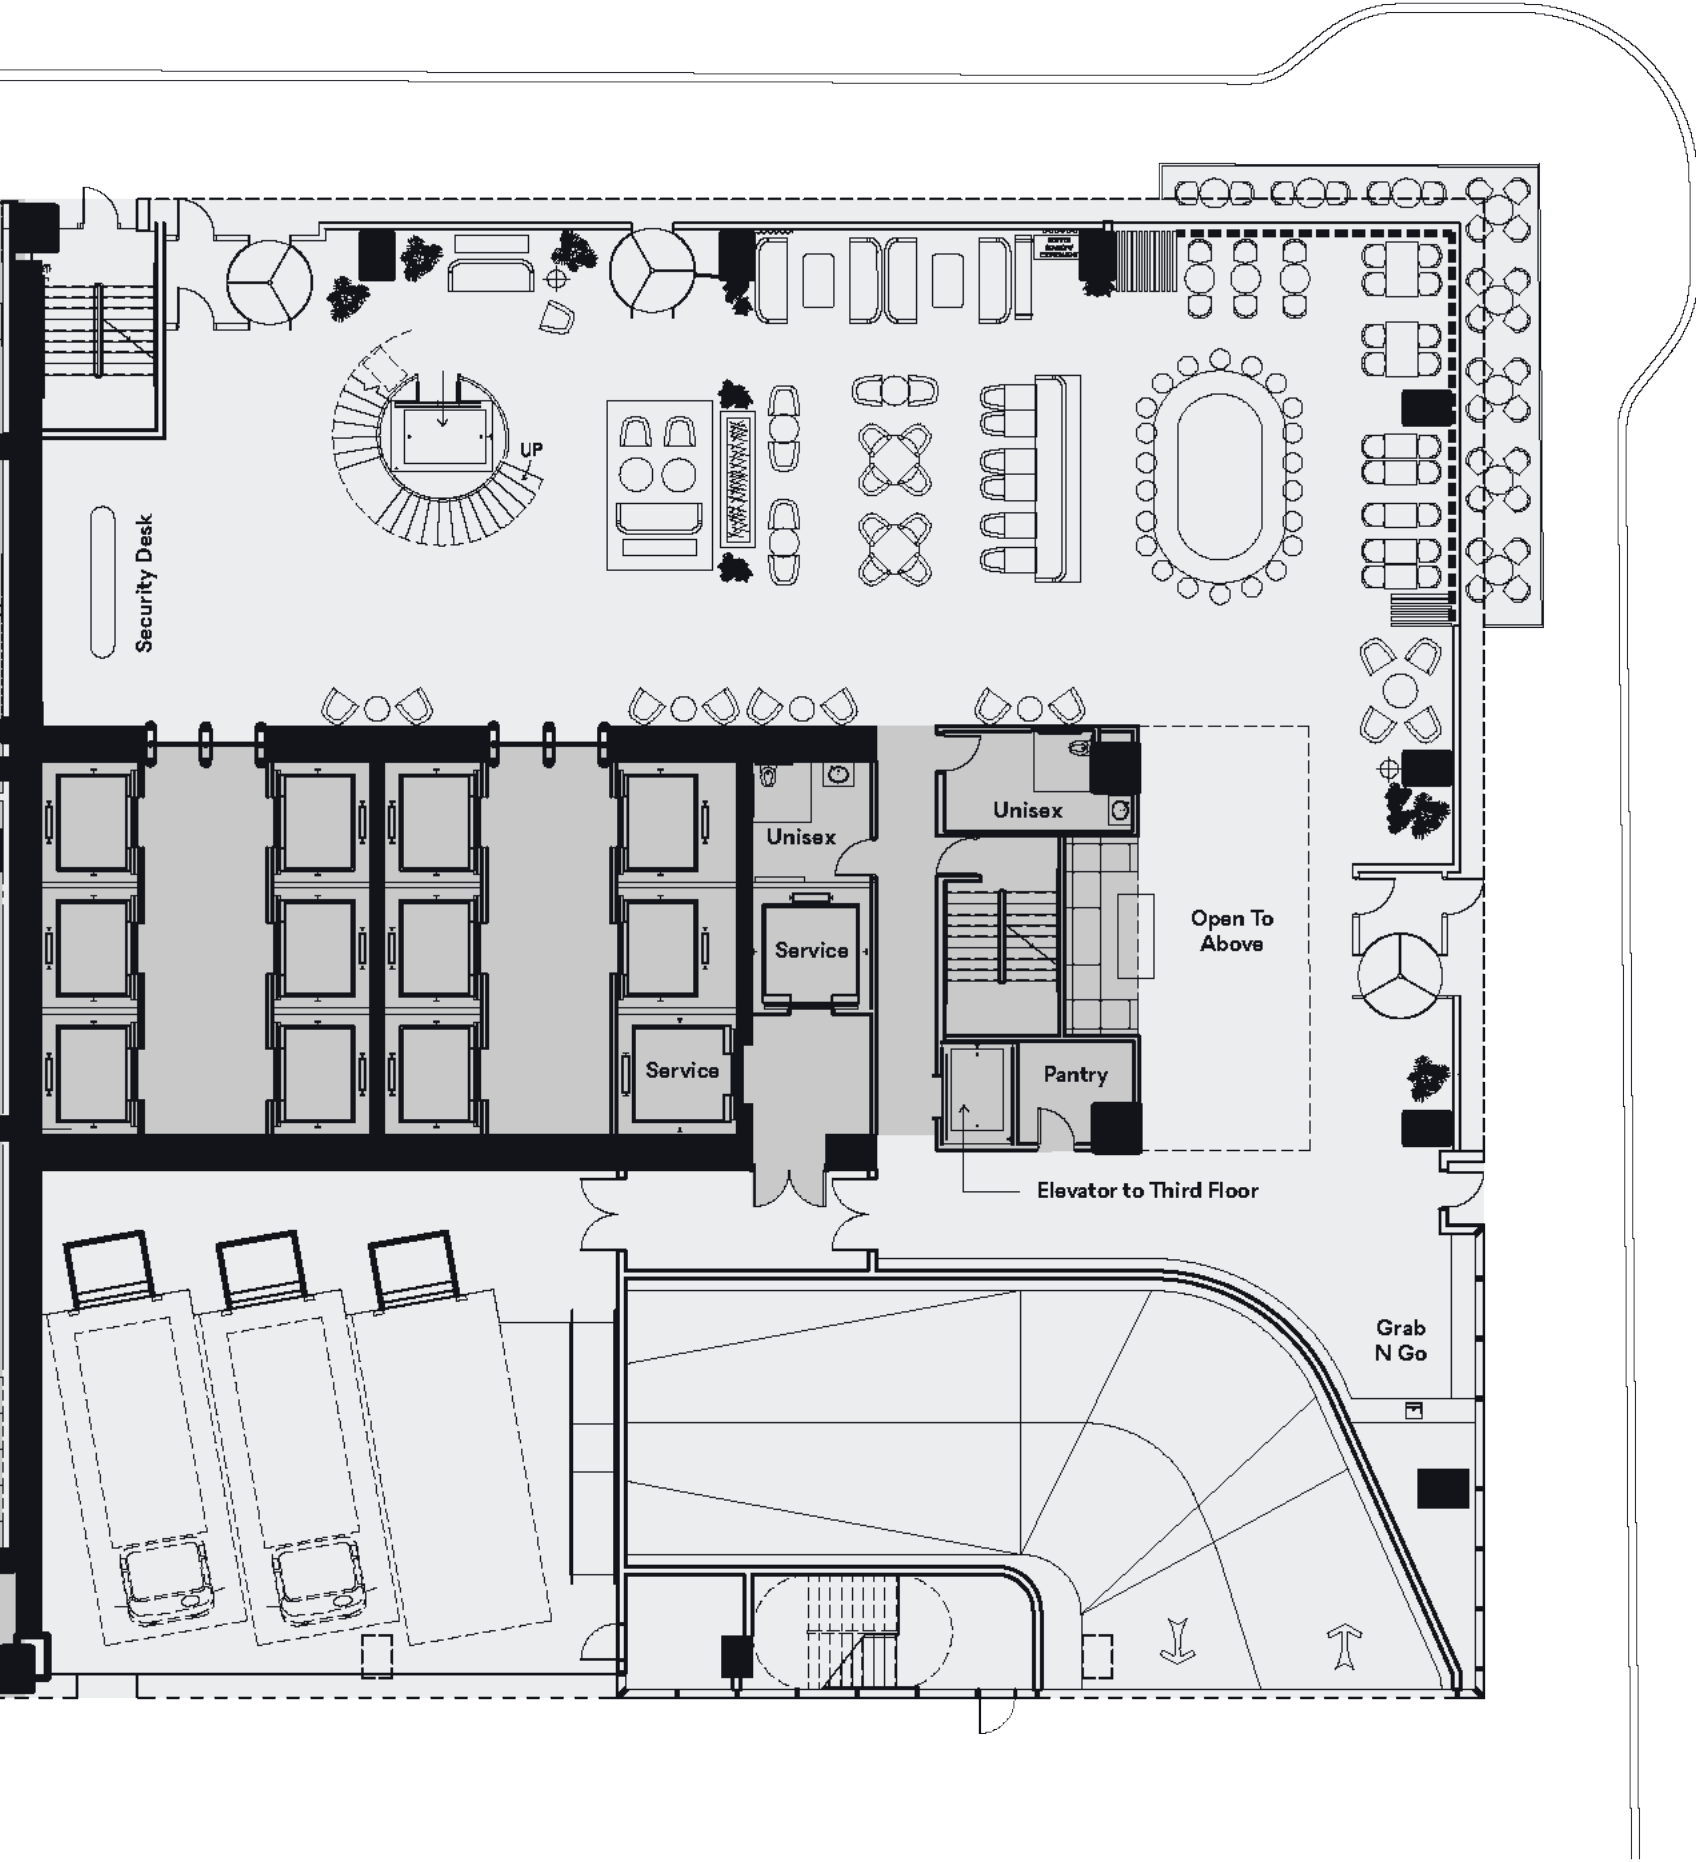 UP
Security Desk
Unisex
Unisex
Open To
Above
Service
Service
Pantry
Elevator to Third Floor
Grab
N Go